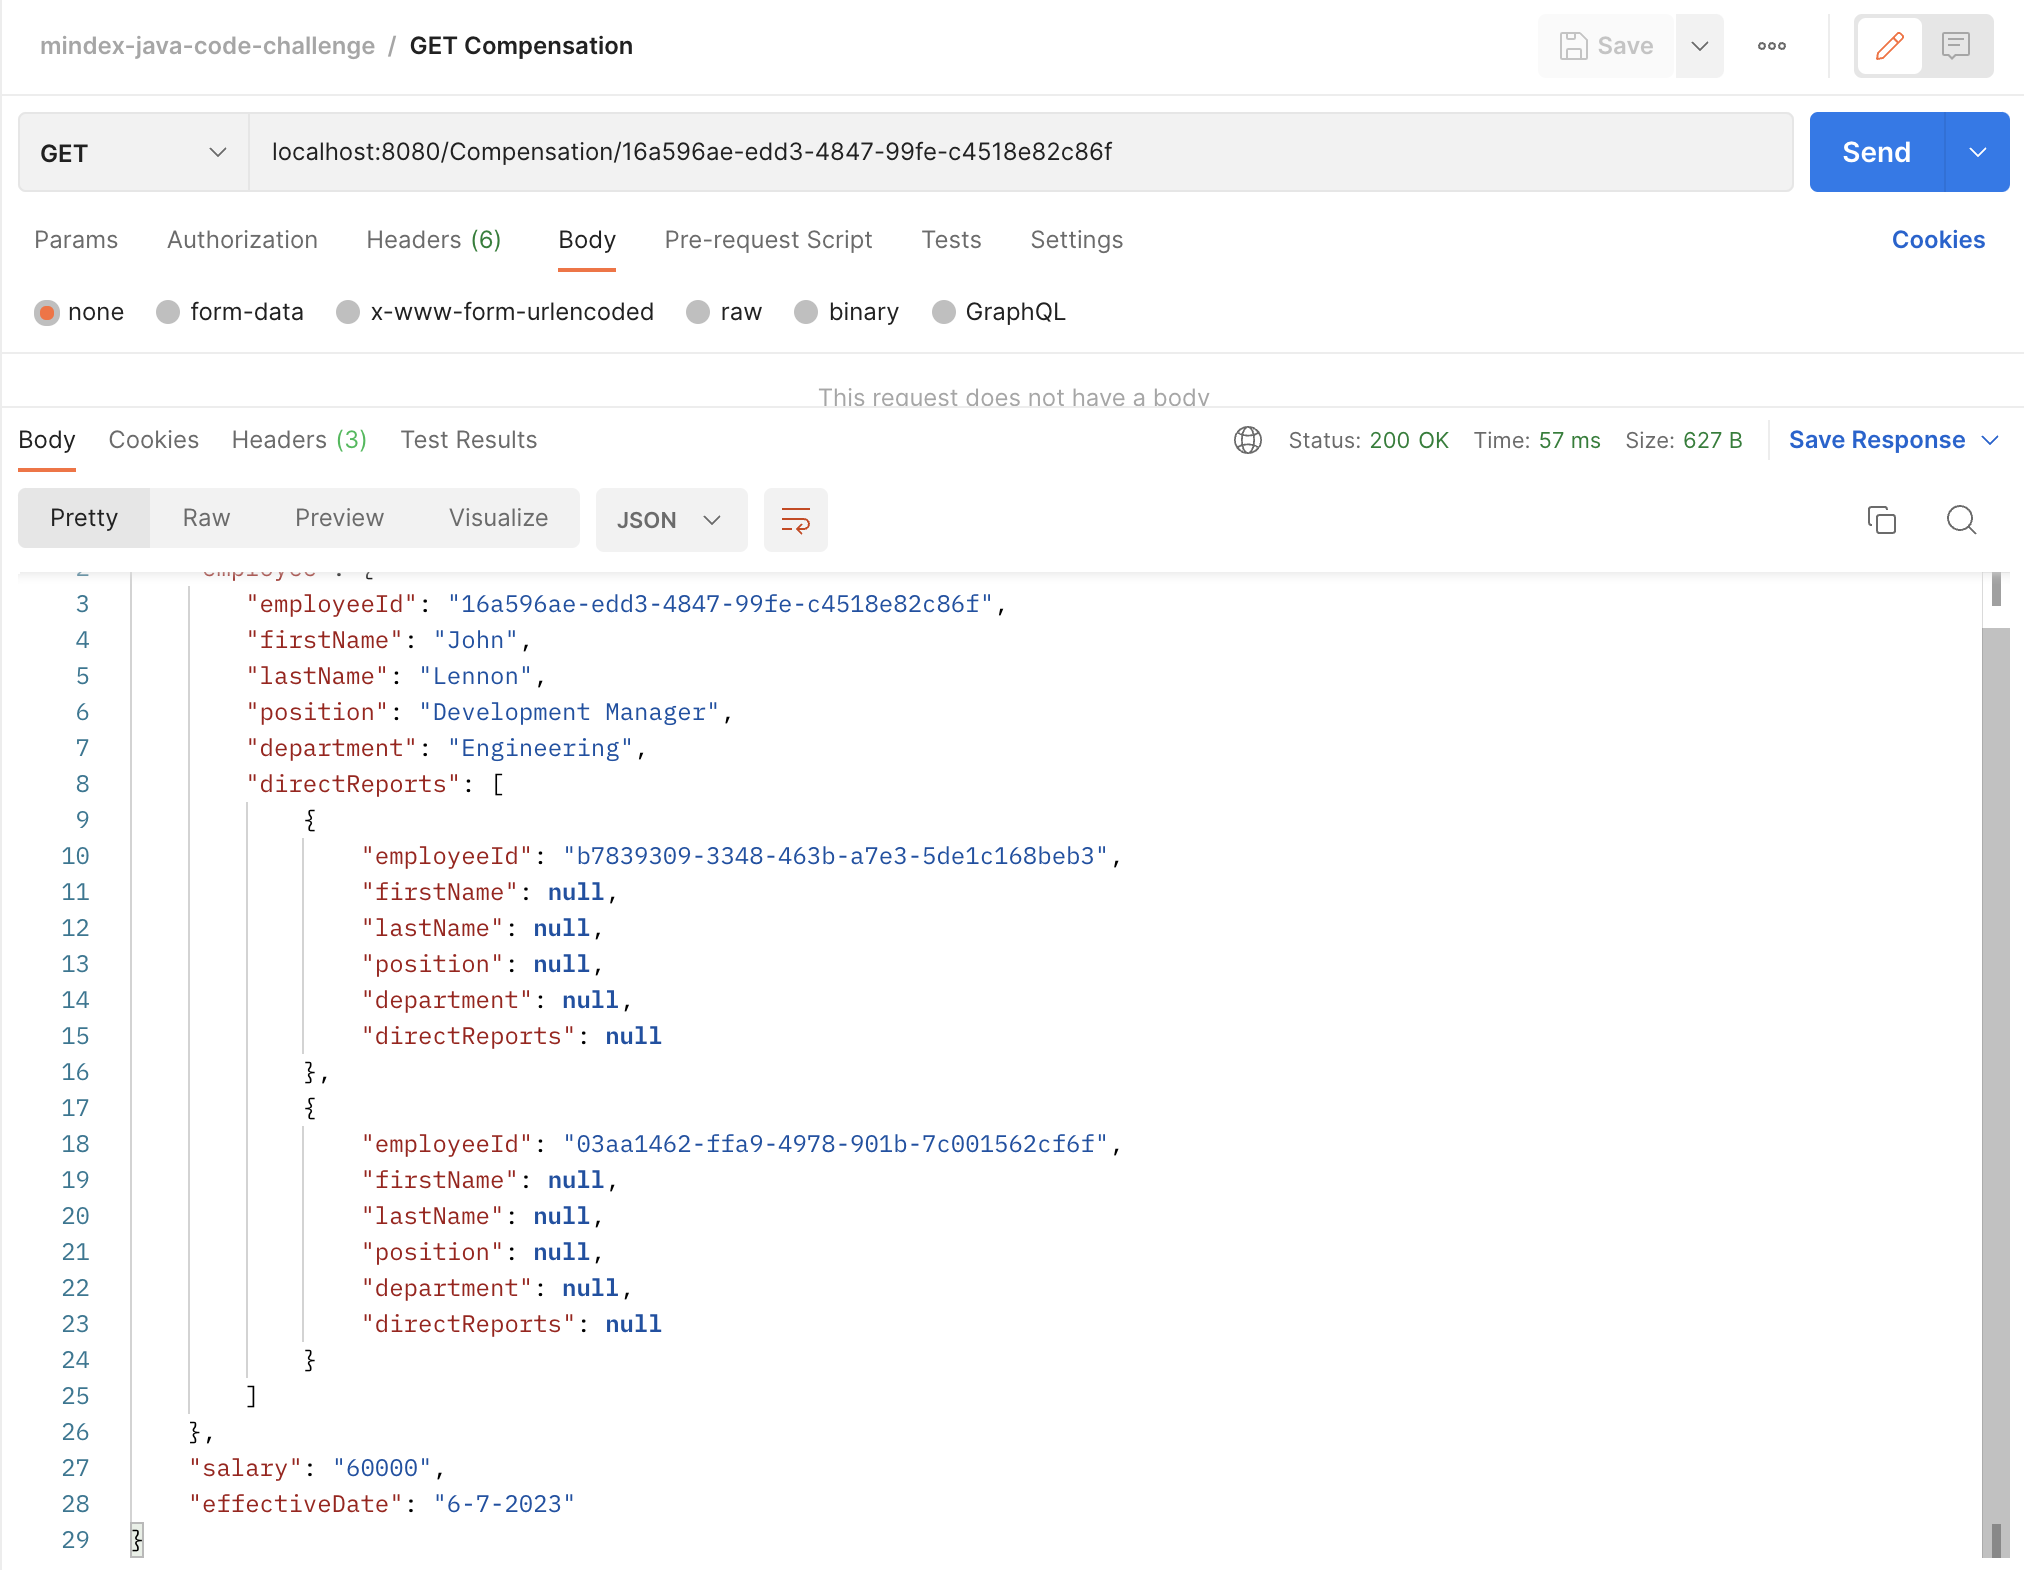 mindex-java-code-challenge / GET Compensation
Save
GET
localhost:8080/Compensation/16a596ae-edd3-4847-99fe-c4518e82c86f
Send
Params Authorization Headers (6) Body Pre-request Script Tests Settings Cookies
none form-data x-www-form-urlencoded raw binary GraphQL
This request does not have a body
Body Cookies Headers (3) Test Results Status: 200 OK Time: 57 ms Size: 627 B Save Response
Pretty Raw Preview Visualize JSON
2 "employee": {
3 "employeeId": "16a596ae-edd3-4847-99fe-c4518e82c86f",
4 "firstName": "John",
5 "lastName": "Lennon",
6 "position": "Development Manager",
7 "department": "Engineering",
8 "directReports": [
9 {
10 "employeeId": "b7839309-3348-463b-a7e3-5de1c168beb3",
11 "firstName": null,
12 "lastName": null,
13 "position": null,
14 "department": null,
15 "directReports": null
16 },
17 {
18 "employeeId": "03aa1462-ffa9-4978-901b-7c001562cf6f",
19 "firstName": null,
20 "lastName": null,
21 "position": null,
22 "department": null,
23 "directReports": null
24 }
25 ]
26 },
27 "salary": "60000",
28 "effectiveDate": "6-7-2023"
29 }